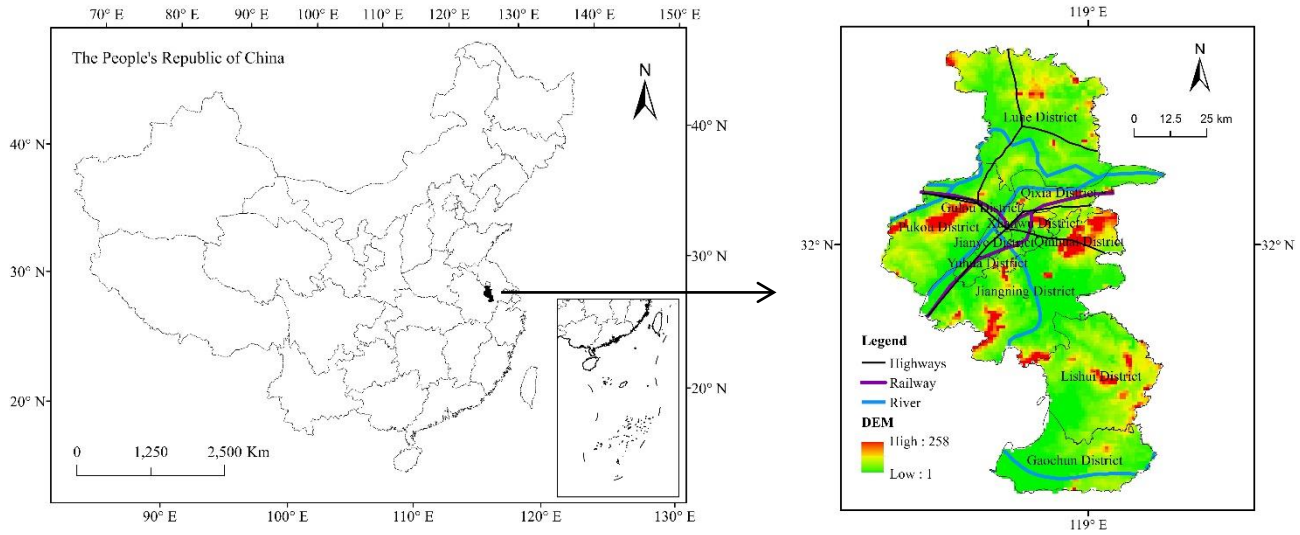 70° E 80° E 90° E 100° E 110° E 120° E 130° E 140° E 150° E
The People's Republic of China
N
40° N
30° N
20° N
40° N
30° N
20° N
0 1,250 2,500 Km
90° E 100° E 110° E 120° E 130° E
119° E
N
0 12.5 25 km
Luhe District
Qixia District
Gulou District
Xuanwu District
Pukou District
Jianye District
Qinhuai District
Yuhua District
Jiangning District
Lishui District
Gaochun District
32° N
32° N
Legend
Highways
Railway
River
DEM
High : 258
Low : 1
119° E